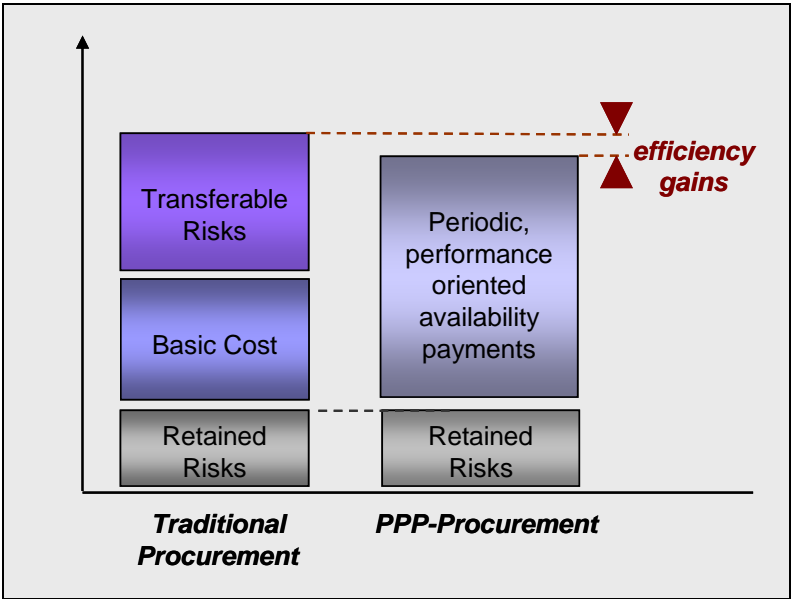 Transferable
Risks
Basic Cost
Retained
Risks
Periodic,
performance
oriented
availability
payments
Retained
Risks
efficiency
gains
Traditional
Procurement
PPP-Procurement